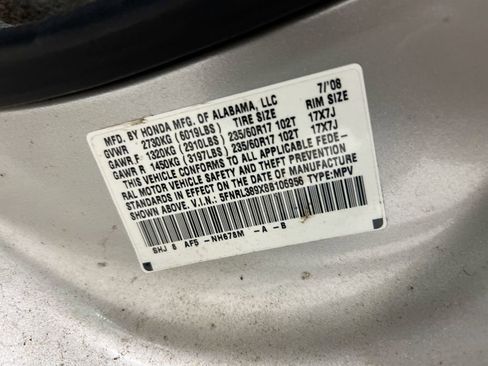 MFD. BY HONDA MFG. OF ALABAMA, LLC 7/'08
GVWR 2730KG (6019LBS) TIRE SIZE RIM SIZE
GAWR F 1320KG (2910LBS) 235/60R17 102T 17X7J
GAWR R 1450KG (3197LBS) 235/60R17 102T 17X7J
THIS VEHICLE CONFORMS TO ALL APPLICABLE FEDE-
RAL MOTOR VEHICLE SAFETY AND THEFT PREVENTION
STANDARDS IN EFFECT ON THE DATE OF MANUFACTURE
SHOWN ABOVE. V.I.N.: 5FNRL389X8B106956 TYPE:MPV
SHJ 8 AF5 -NH678M -A -B